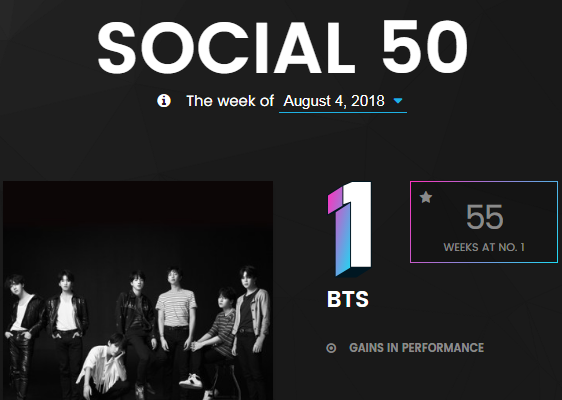 SOCIAL 50
The week of August 4, 2018
1
55
WEEKS AT NO. 1
BTS
GAINS IN PERFORMANCE